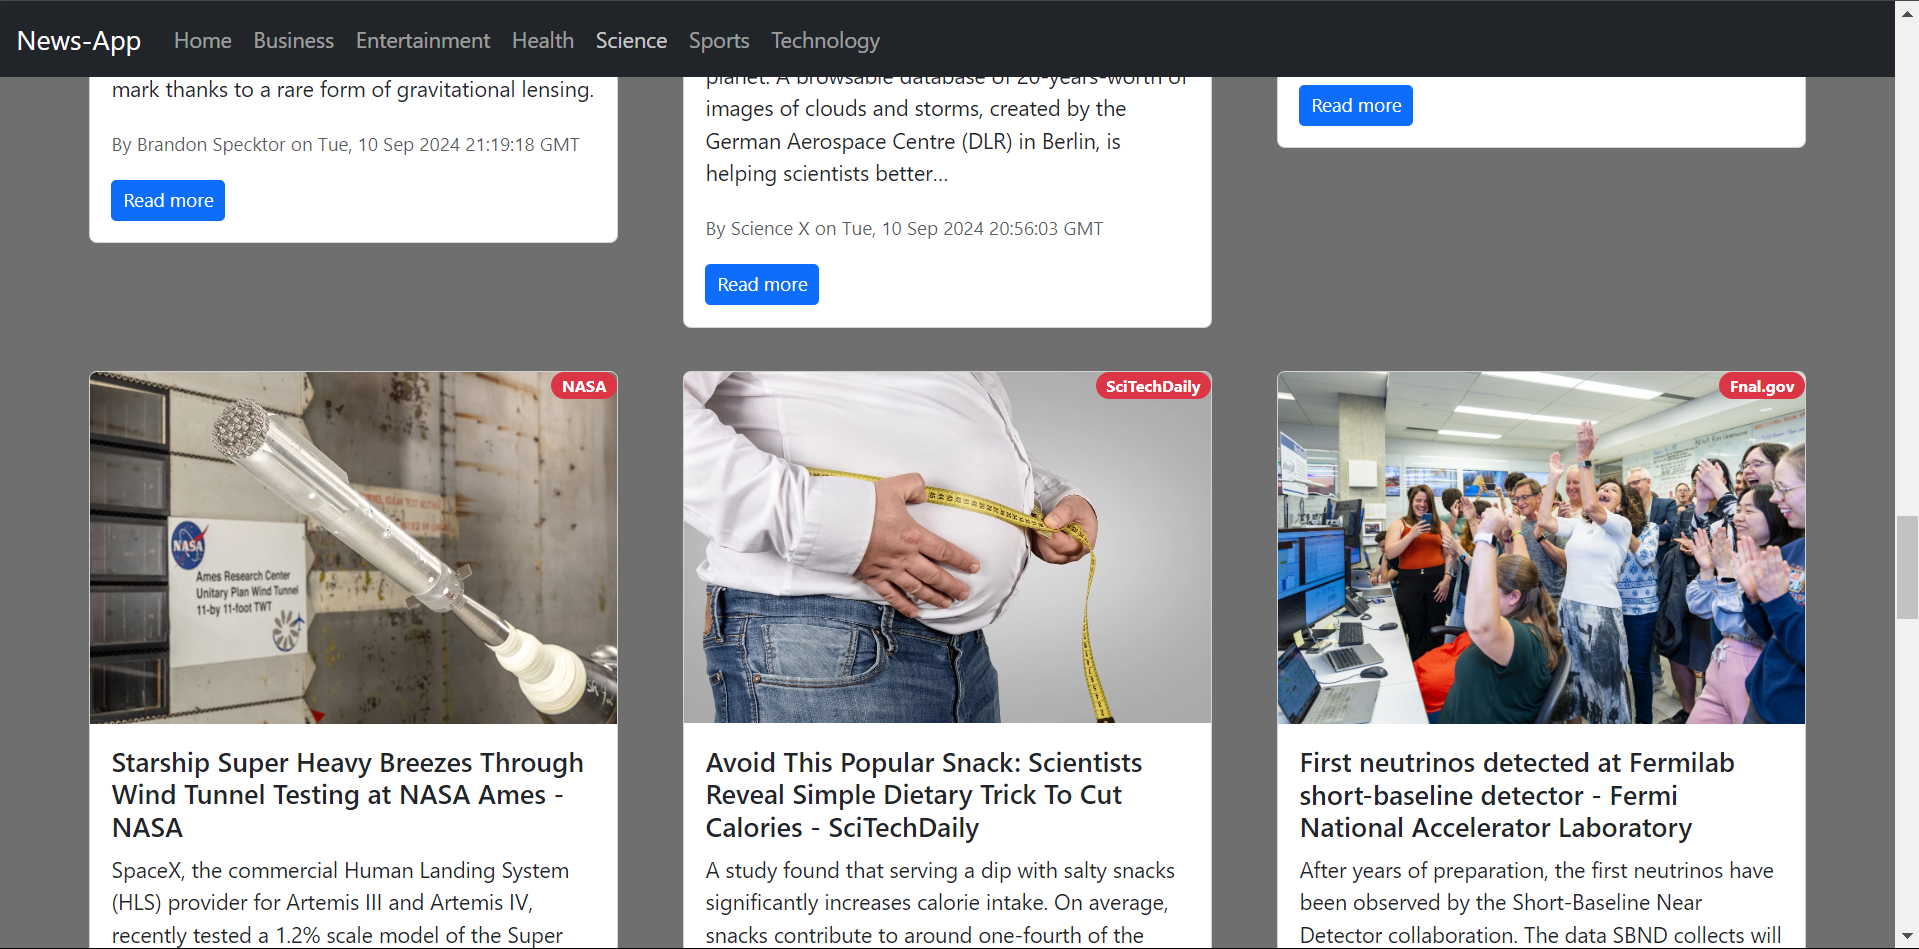 News-App Home Business Entertainment Health Science Sports Technology
mark thanks to a rare form of gravitational lensing.
By Brandon Specktor on Tue, 10 Sep 2024 21:19:18 GMT
Read more
planet. A browsable database of 20-years-worth of
images of clouds and storms, created by the
German Aerospace Centre (DLR) in Berlin, is
helping scientists better...
By Science X on Tue, 10 Sep 2024 20:56:03 GMT
Read more
Read more
NASA
NASA
Ames Research Center
Unitary Plan Wind Tunnel
11-by 11-foot TWT
Starship Super Heavy Breezes Through
Wind Tunnel Testing at NASA Ames -
NASA
SpaceX, the commercial Human Landing System
(HLS) provider for Artemis III and Artemis IV,
recently tested a 1.2% scale model of the Super
SciTechDaily
Avoid This Popular Snack: Scientists
Reveal Simple Dietary Trick To Cut
Calories - SciTechDaily
A study found that serving a dip with salty snacks
significantly increases calorie intake. On average,
snacks contribute to around one-fourth of the
Fnal.gov
First neutrinos detected at Fermilab
short-baseline detector - Fermi
National Accelerator Laboratory
After years of preparation, the first neutrinos have
been observed by the Short-Baseline Near
Detector collaboration. The data SBND collects will